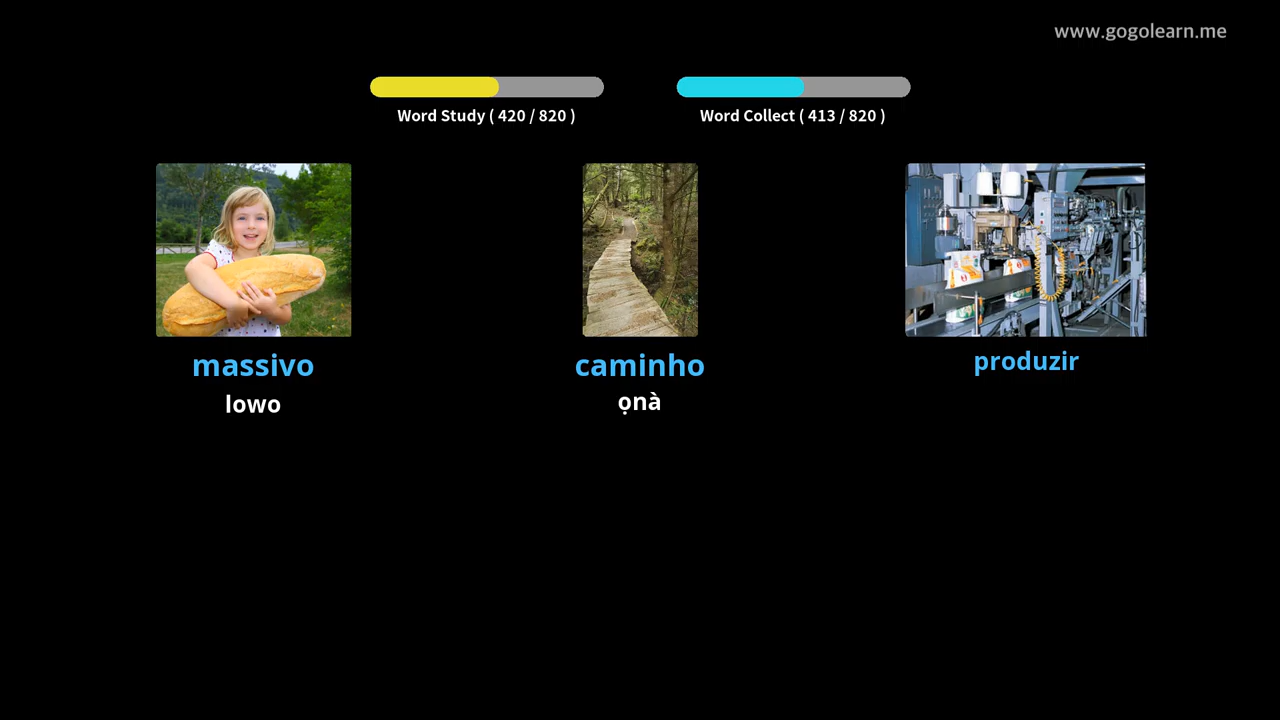 www.gogolearn.me
Word Study ( 420 / 820 )
Word Collect ( 413 / 820 )
massivo
lowo
caminho
ọnà
produzir